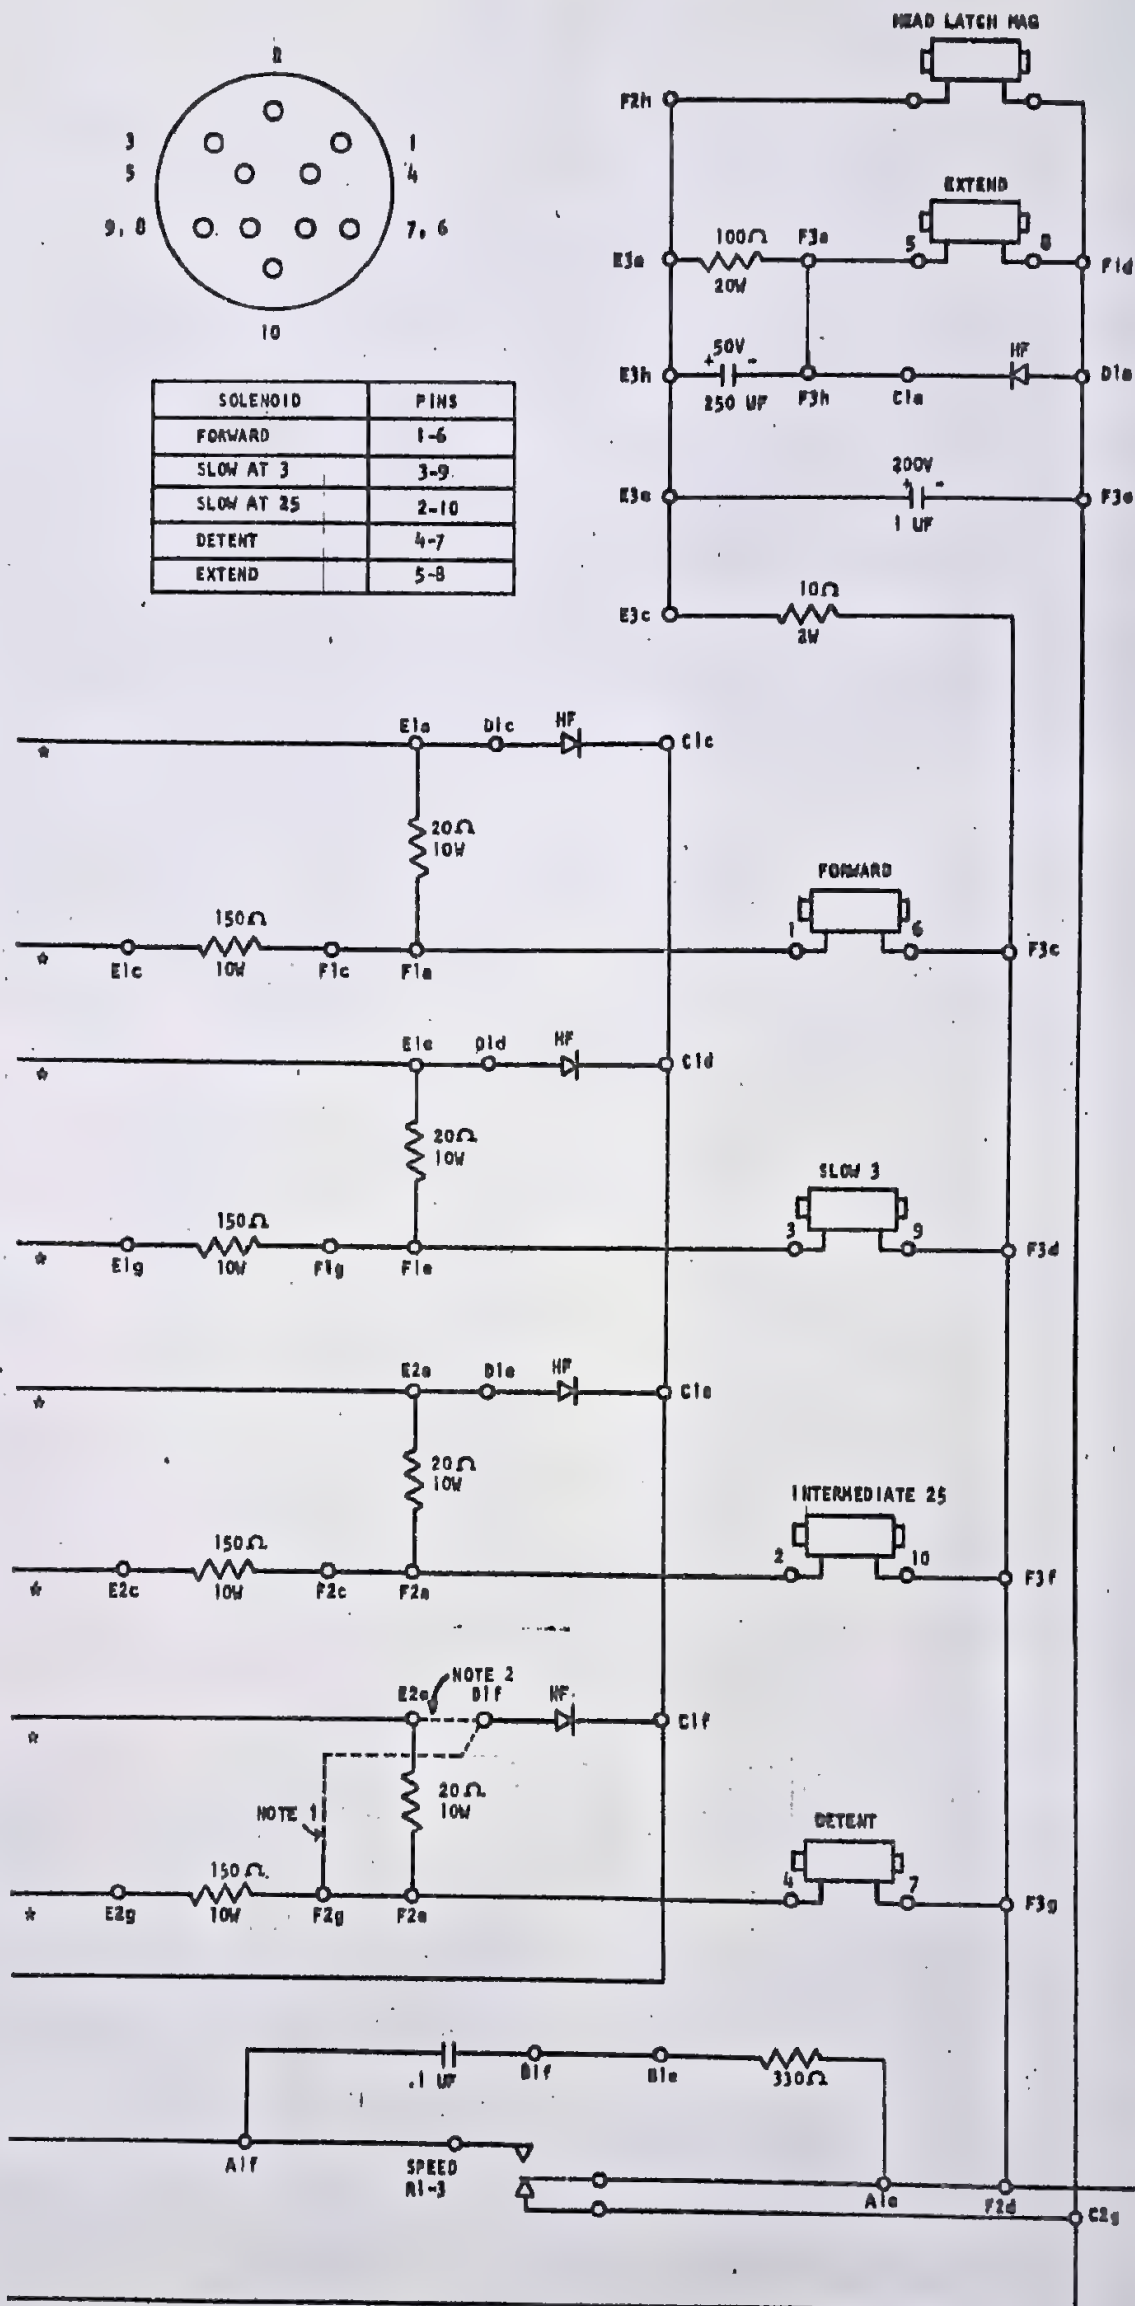 HEAD LATCH MAG
2
F2h
3 1
5 4
EXTEND
9, 8 7, 6
100Ω F3a 5 8
E3a F1d
20W
10
50V HF
+ -
E3h D1a
250 UF F3h C1a
SOLENOID PINS
FORWARD 1-6
SLOW AT 3 3-9
SLOW AT 25 2-10
DETENT 4-7
EXTEND 5-8
200V
+ -
E3e F3e
1 UF
10Ω
E3c
2W
E1a D1c HF
C1c
*
20Ω
10W
FORWARD
150Ω 1 6
* F3c
E1c 10W F1c F1a
E1e D1d HF
C1d
*
20Ω
10W
SLOW 3
150Ω 3 9
* F3d
E1g 10W F1g F1e
E2a D1e HF
C1e
*
20Ω
10W
INTERMEDIATE 25
150Ω 2 10
* F3f
E2c 10W F2c F2a
NOTE 2
E2e D1f HF
C1f
*
20Ω
10W
NOTE 1
DETENT
150Ω 4 7
* F3g
E2g 10W F2g
.1 UF B1f B1e 330Ω
A1f SPEED
R1-3
A1e F2d C2g